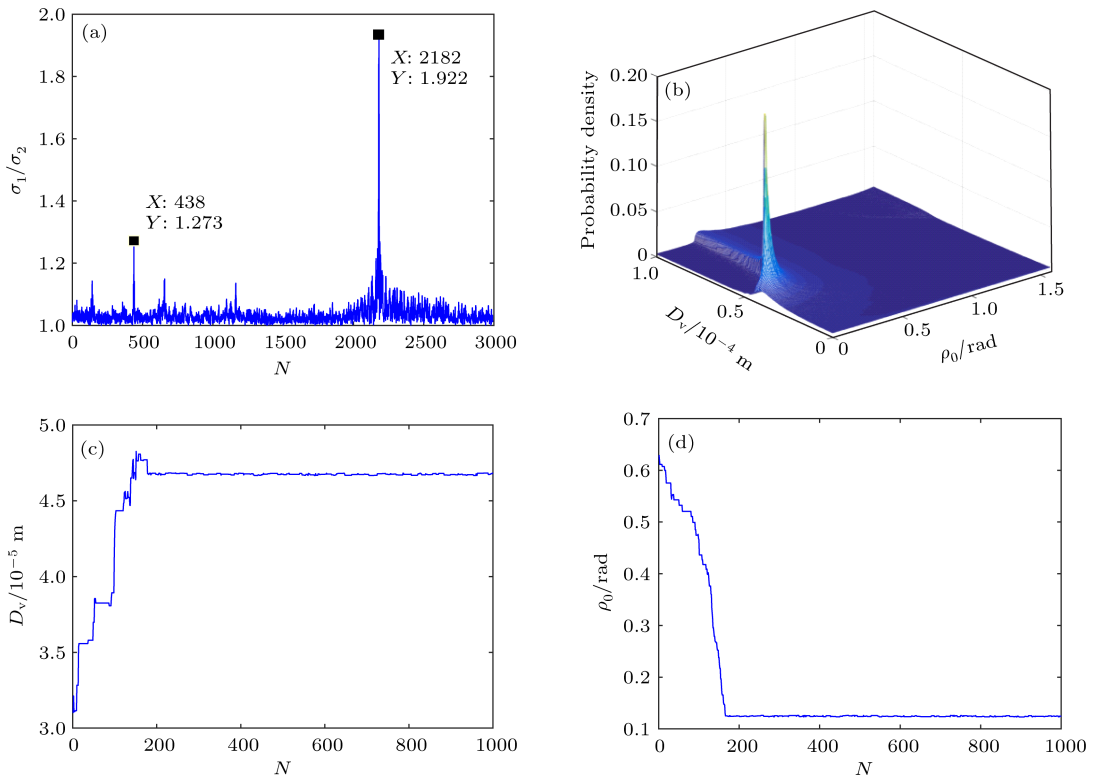 (a)
2.0
1.8
1.6
1.4
1.2
1.0
σ₁/σ₂
X: 2182
Y: 1.922
X: 438
Y: 1.273
0 500 1000 1500 2000 2500 3000
N
(b)
0.20
0.15
0.10
0.05
0
Probability density
1.0
0.5
0
Dᵥ/10⁻⁴ m
0
0.5
1.0
1.5
ρ₀/rad
(c)
5.0
4.5
4.0
3.5
3.0
Dᵥ/10⁻⁵ m
0 200 400 600 800 1000
N
(d)
0.7
0.6
0.5
0.4
0.3
0.2
0.1
ρ₀/rad
0 200 400 600 800 1000
N